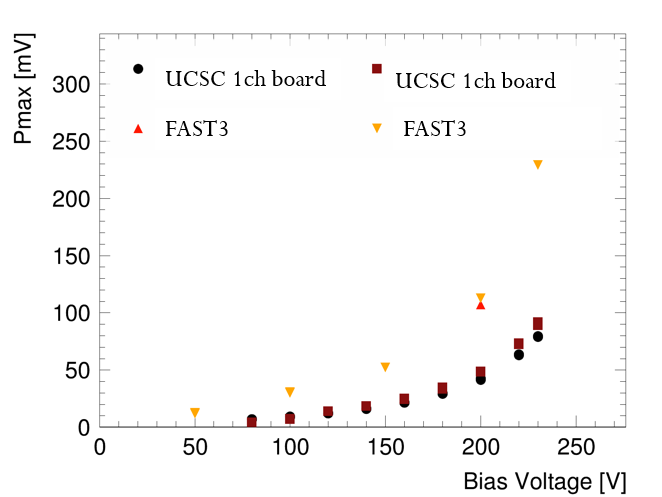 Pmax [mV]
300
250
200
150
100
50
0
UCSC 1ch board
UCSC 1ch board
FAST3
FAST3
0 50 100 150 200 250
Bias Voltage [V]